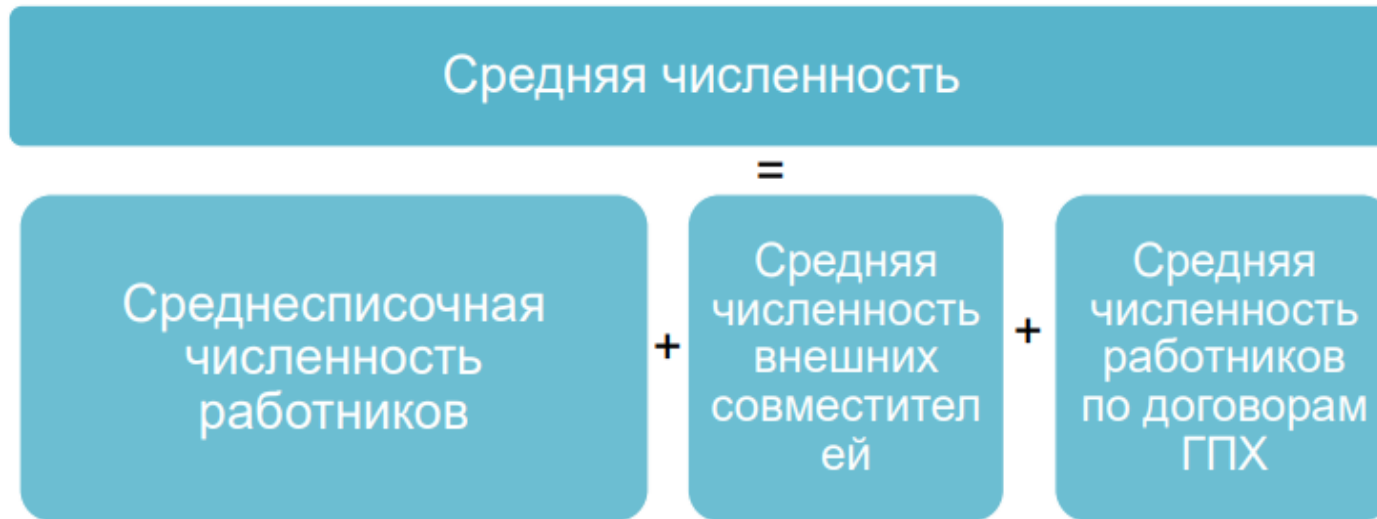 Средняя численность
=
Среднесписочная
численность
работников
+
Средняя
численность
внешних
совместител
ей
+
Средняя
численность
работников
по договорам
ГПХ